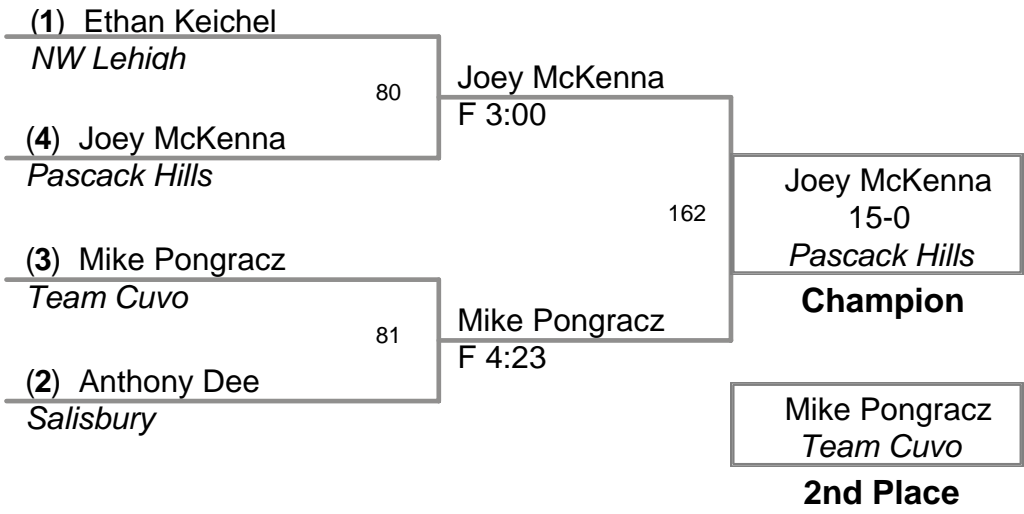 (1) Ethan Keichel
NW Lehigh
80
Joey McKenna
F 3:00
(4) Joey McKenna
Pascack Hills
162
Joey McKenna
15-0
Pascack Hills
Champion
(3) Mike Pongracz
Team Cuvo
81
Mike Pongracz
F 4:23
(2) Anthony Dee
Salisbury
Mike Pongracz
Team Cuvo
2nd Place